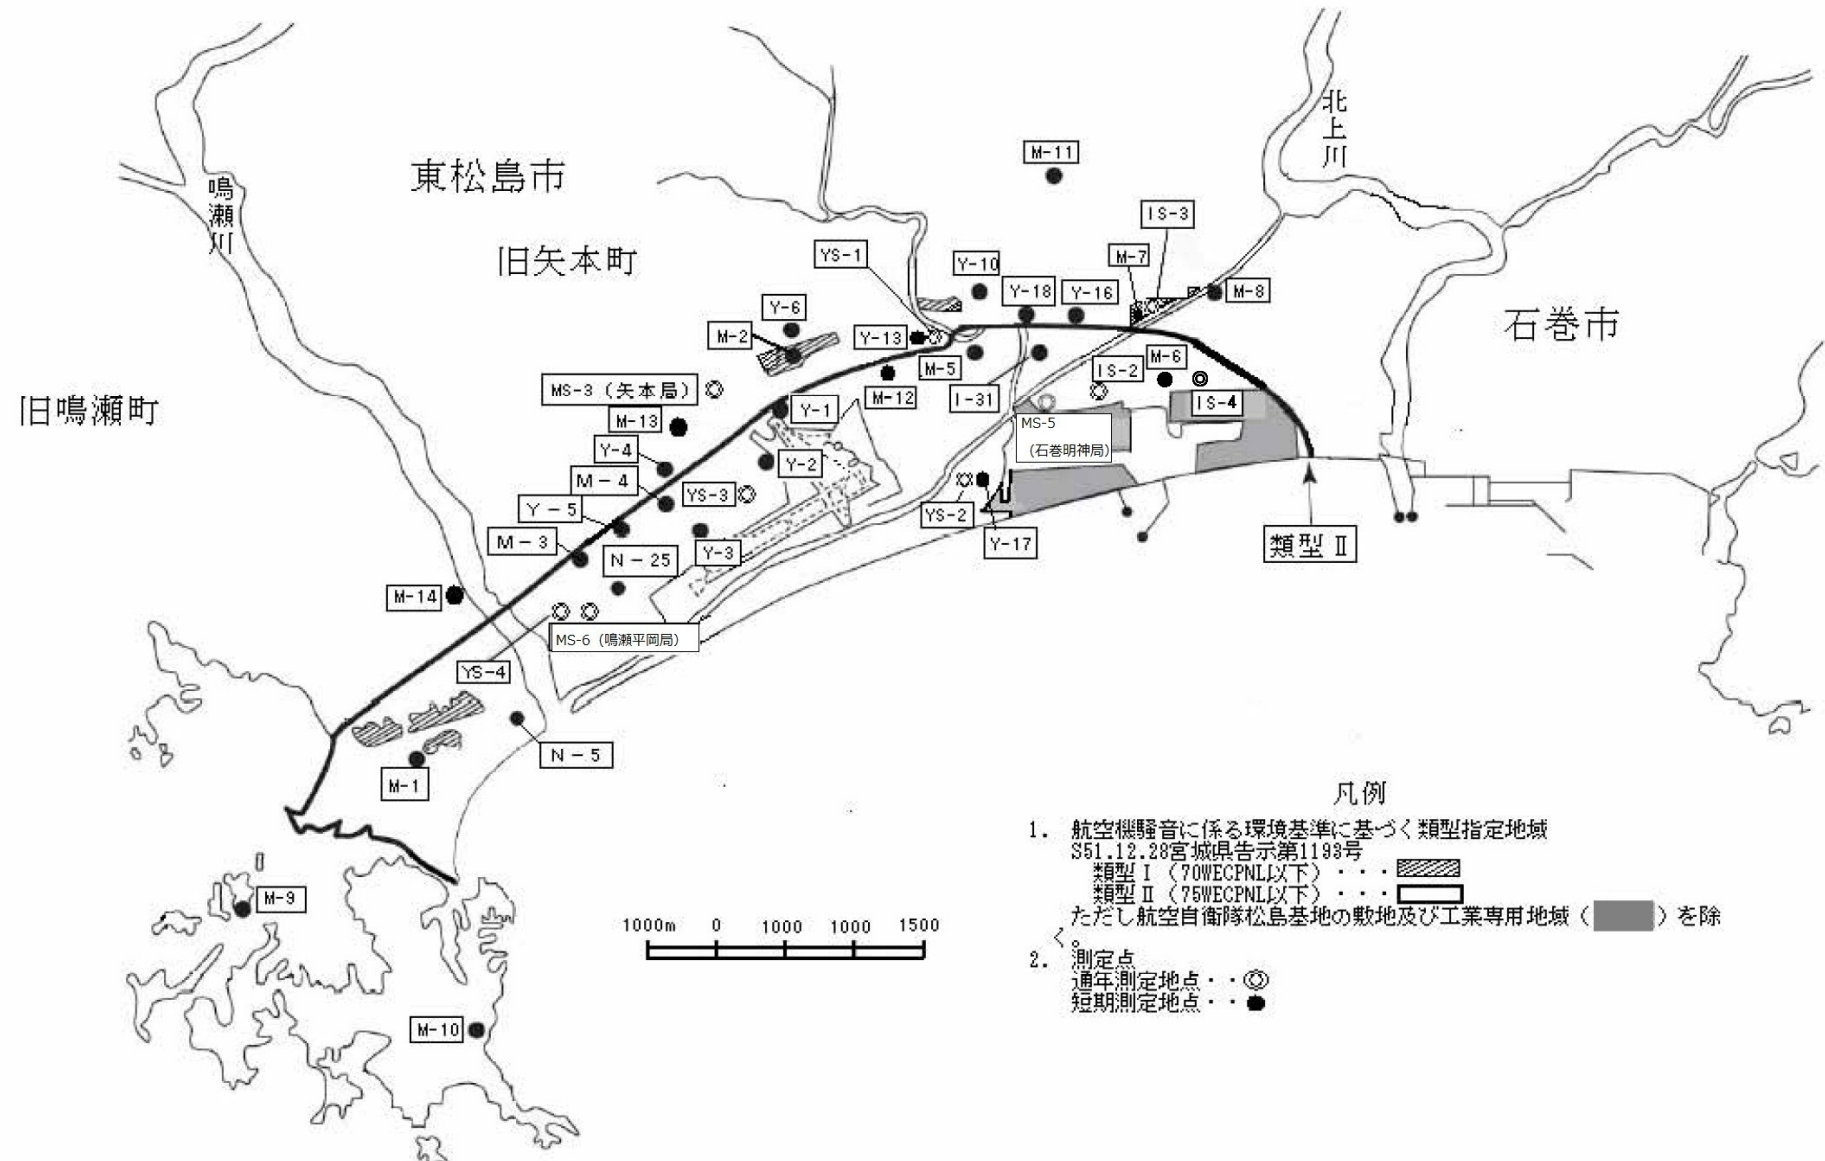 北上川
M-11
東松島市
鳴瀬川
IS-3
YS-1
M-7
旧矢本町
Y-10
Y-18
Y-16
M-8
Y-6
石巻市
M-2
Y-13
M-6
M-5
IS-2
MS-3（矢本局）
M-12
I-31
IS-4
旧鳴瀬町
Y-1
M-13
MS-5
（石巻明神局）
Y-4
Y-2
M-4
YS-3
Y-5
YS-2
M-3
Y-3
Y-17
類型Ⅱ
N-25
M-14
MS-6（鳴瀬平岡局）
YS-4
N-5
M-1
凡例
1. 航空機騒音に係る環境基準に基づく類型指定地域
S51.12.28宮城県告示第1193号
類型Ⅰ（70WECPNL以下）・・・
類型Ⅱ（75WECPNL以下）・・・
ただし航空自衛隊松島基地の敷地及び工業専用地域（　）を除
く。
2. 測定点
通年測定地点・・◎
短期測定地点・・●
M-9
1000m 0 1000 1000 1500
M-10